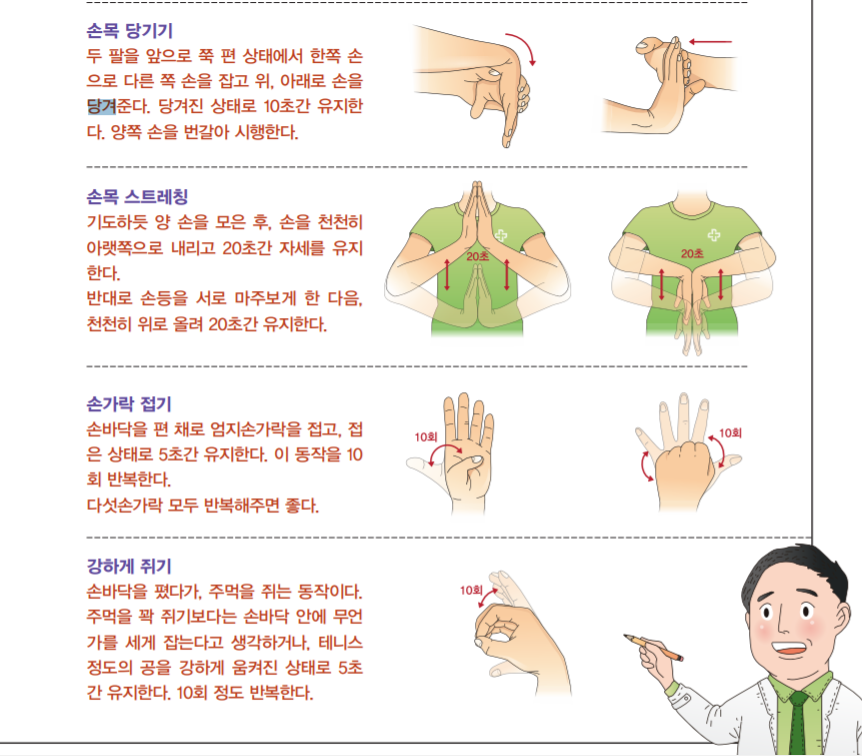 손목 당기기
두 팔을 앞으로 쭉 편 상태에서 한쪽 손
으로 다른 쪽 손을 잡고 위, 아래로 손을
당겨준다. 당겨진 상태로 10초간 유지한
다. 양쪽 손을 번갈아 시행한다.
손목 스트레칭
기도하듯 양 손을 모은 후, 손을 천천히
아랫쪽으로 내리고 20초간 자세를 유지
한다.
반대로 손등을 서로 마주보게 한 다음,
천천히 위로 올려 20초간 유지한다.
20초
20초
손가락 접기
손바닥을 편 채로 엄지손가락을 접고, 접
은 상태로 5초간 유지한다. 이 동작을 10
회 반복한다.
다섯손가락 모두 반복해주면 좋다.
10회
10회
강하게 쥐기
손바닥을 폈다가, 주먹을 쥐는 동작이다.
주먹을 꽉 쥐기보다는 손바닥 안에 무언
가를 세게 잡는다고 생각하거나, 테니스
정도의 공을 강하게 움켜진 상태로 5초
간 유지한다. 10회 정도 반복한다.
10회